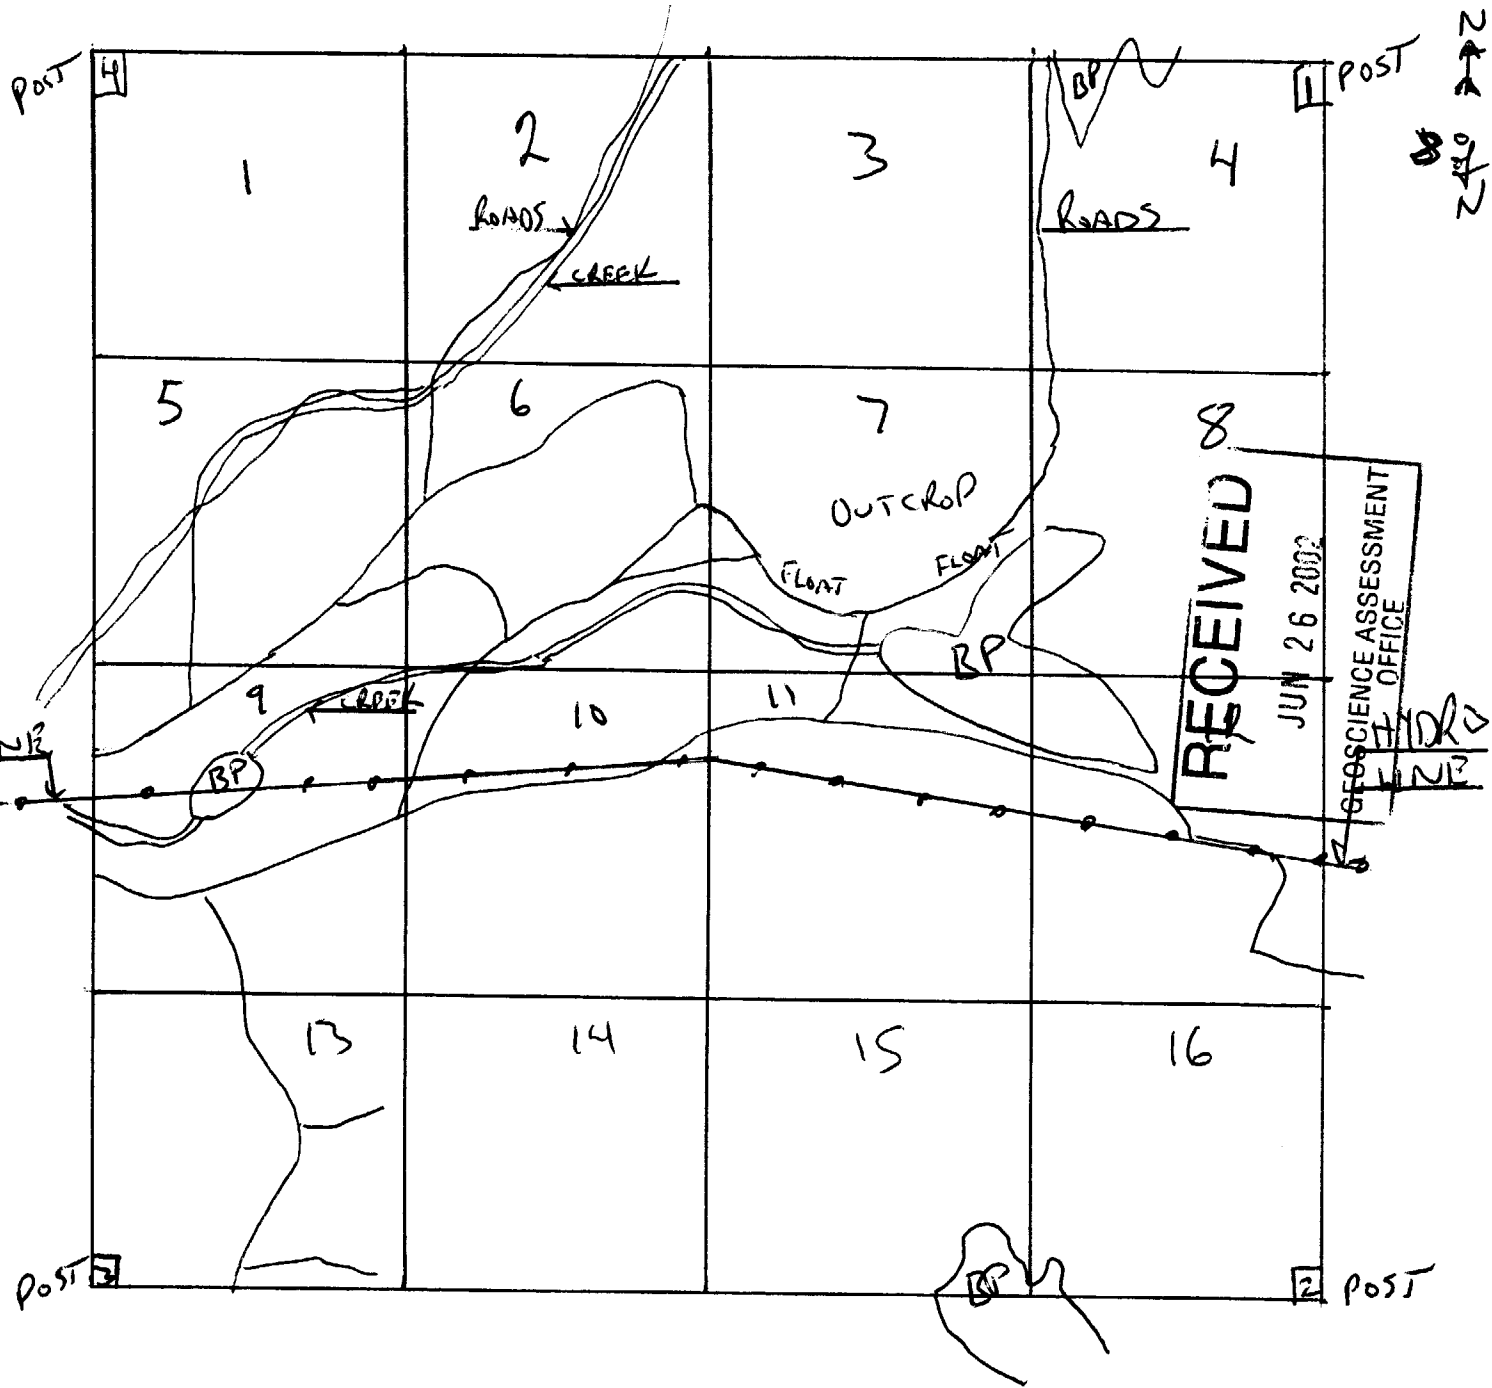 N
POST 4
1 POST
BP
1
2
3
4
ROADS
ROADS
CREEK
5
6
7
8
OUTCROP
FLOAT
FLOAT
BP
RECEIVED
JUN 26 2002
GEOSCIENCE ASSESSMENT
OFFICE
9
CREEK
10
11
BP
HYDRO
LINE
13
14
15
16
POST 3
BP
2 POST